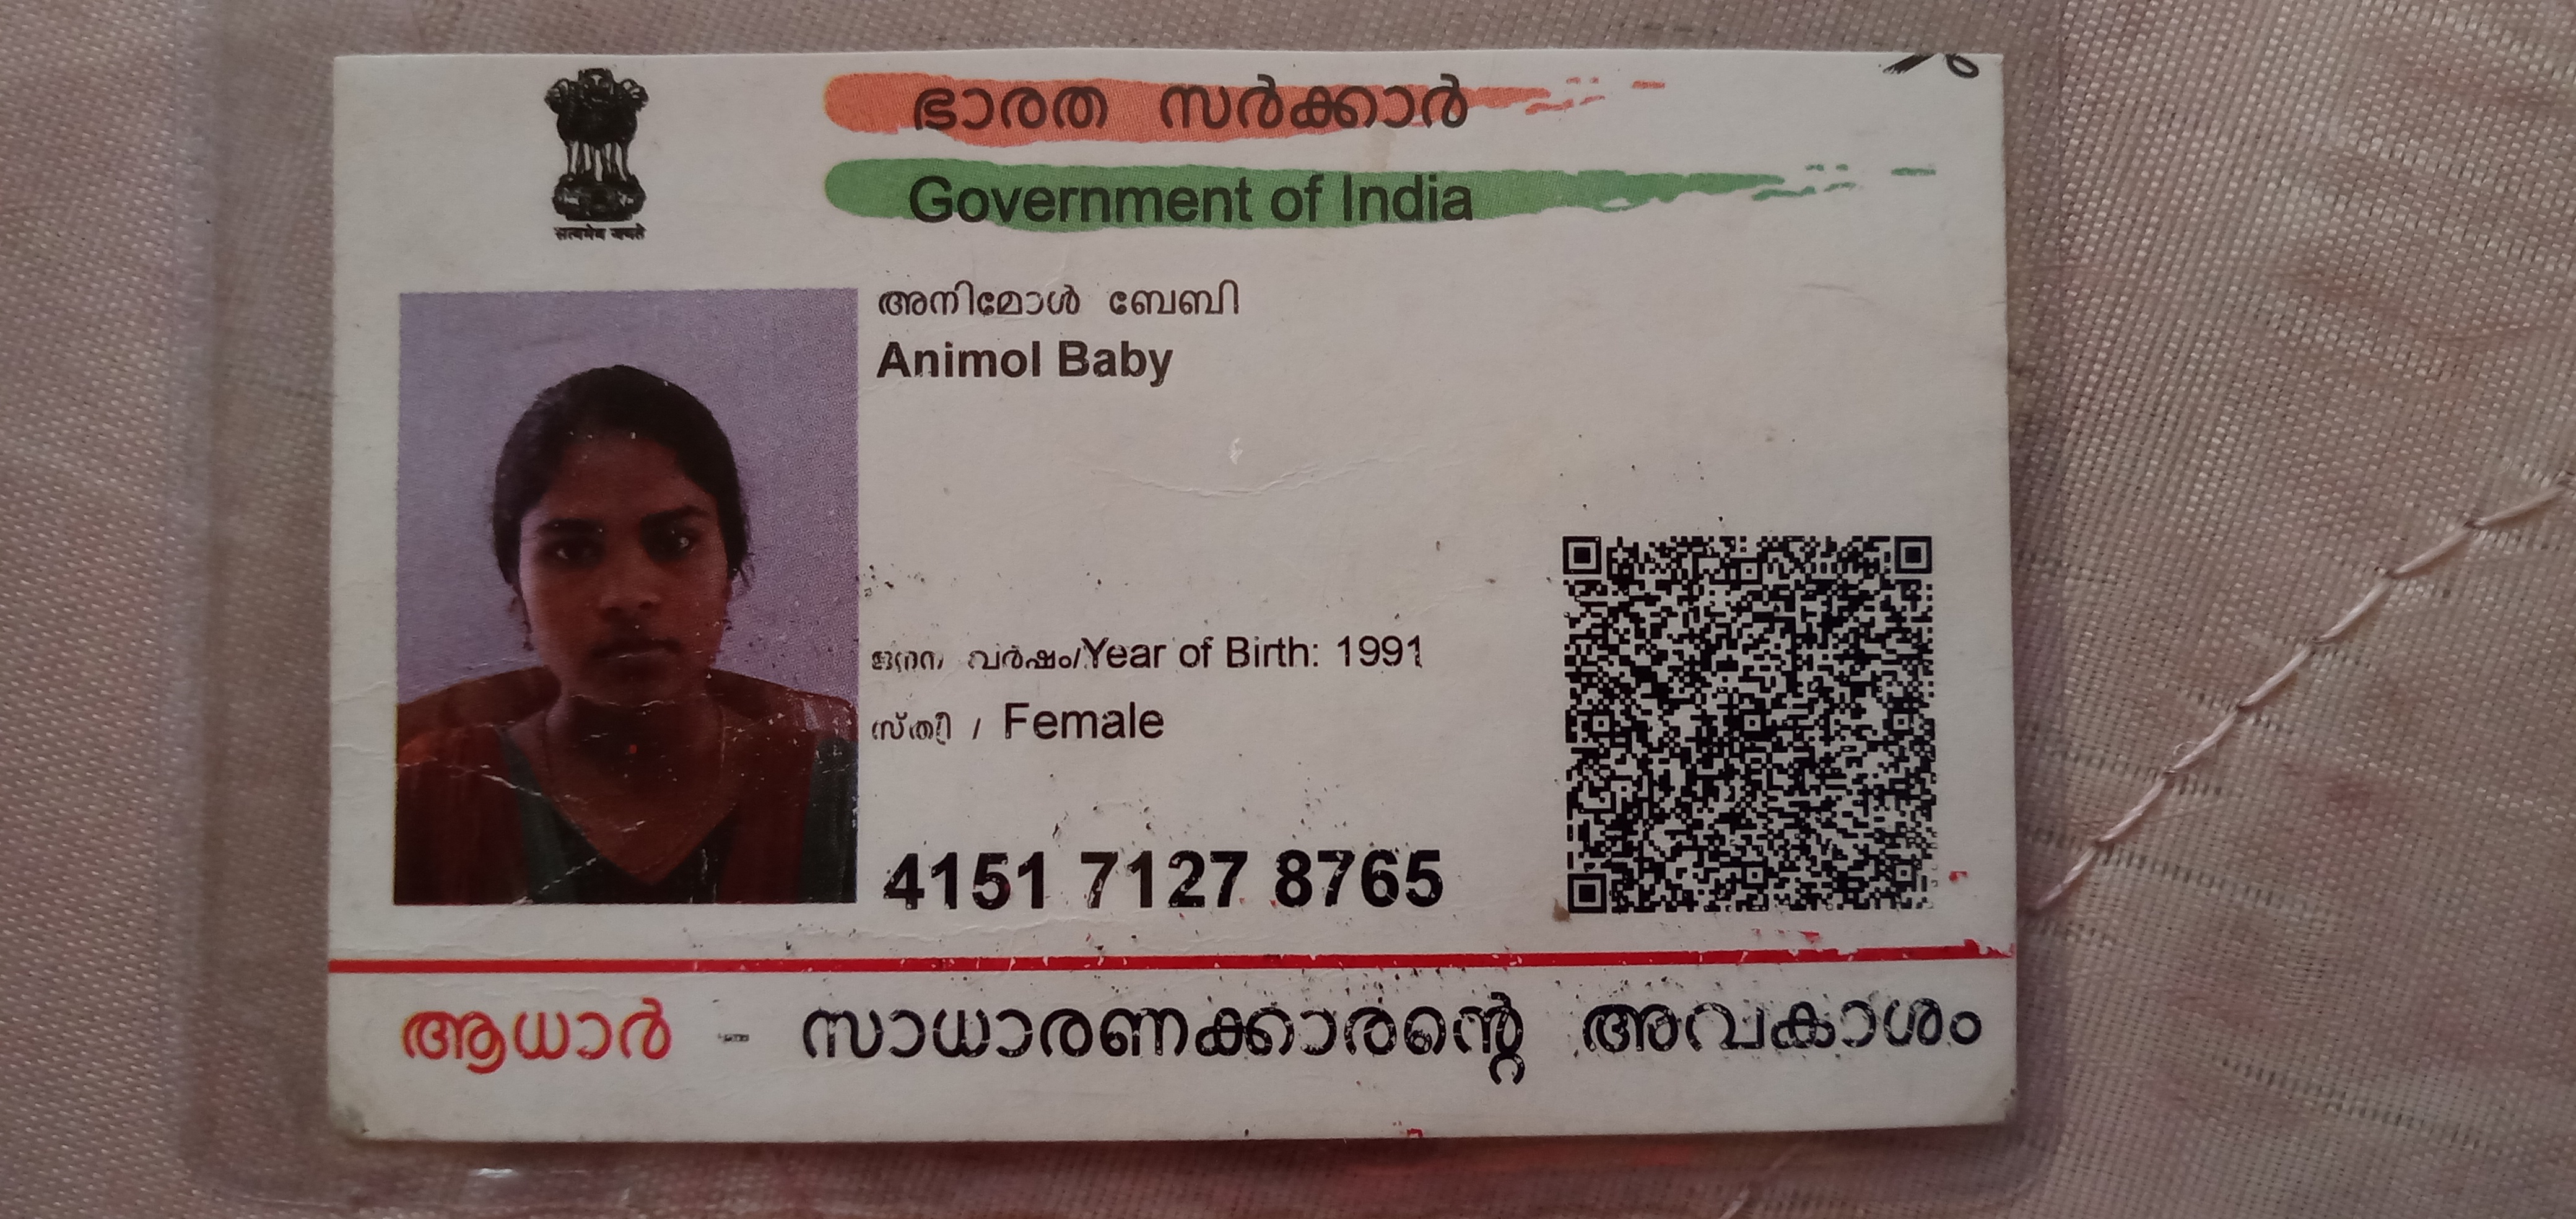 ഭാരത സർക്കാർ
Government of India
सत्यमेव जयते
അനിമോൾ ബേബി
Animol Baby
ജനന വർഷം/Year of Birth: 1991
സ്ത്രീ / Female
4151 7127 8765
ആധാർ - സാധാരണക്കാരന്റെ അവകാശം